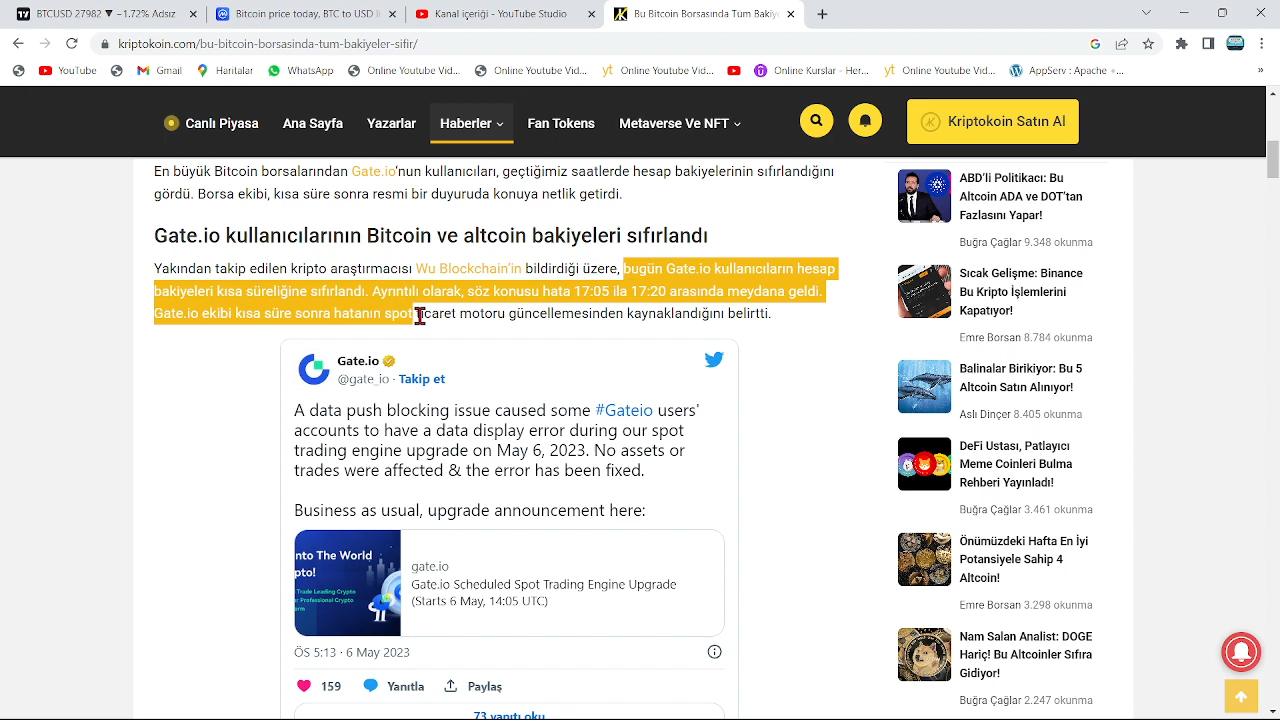 BTCUSD 27987 ▼ −1.72% Adsız
Bitcoin price today, BTC to USD li
Kanal içeriği - YouTube Studio
Bu Bitcoin Borsasında Tüm Bakiye
kriptokoin.com/bu-bitcoin-borsasinda-tum-bakiyeler-sifir/
YouTube
Gmail
Haritalar
WhatsApp
Online Youtube Vid...
Online Youtube Vid...
Online Youtube Vid...
Online Kurslar - Her...
Online Youtube Vid...
AppServ : Apache +...
»
Canlı Piyasa
Ana Sayfa
Yazarlar
Haberler
Fan Tokens
Metaverse Ve NFT
Kriptokoin Satın Al
En büyük Bitcoin borsalarından Gate.io'nun kullanıcıları, geçtiğimiz saatlerde hesap bakiyelerinin sıfırlandığını
gördü. Borsa ekibi, kısa süre sonra resmi bir duyuruda konuya netlik getirdi.
Gate.io kullanıcılarının Bitcoin ve altcoin bakiyeleri sıfırlandı
Yakından takip edilen kripto araştırmacısı Wu Blockchain'in bildirdiği üzere, bugün Gate.io kullanıcıların hesap
bakiyeleri kısa süreliğine sıfırlandı. Ayrıntılı olarak, söz konusu hata 17:05 ila 17:20 arasında meydana geldi.
Gate.io ekibi kısa süre sonra hatanın spot ticaret motoru güncellemesinden kaynaklandığını belirtti.
Gate.io
@gate_io · Takip et
A data push blocking issue caused some #Gateio users'
accounts to have a data display error during our spot
trading engine upgrade on May 6, 2023. No assets or
trades were affected & the error has been fixed.
Business as usual, upgrade announcement here:
nto The World
pto!
Trade Leading Crypto
r Professional Crypto
orm
gate.io
Gate.io Scheduled Spot Trading Engine Upgrade
(Starts 6 May, 14:05 UTC)
ÖS 5:13 · 6 May 2023
159
Yanıtla
Paylaş
73 yanıtı oku
ABD'li Politikacı: Bu
Altcoin ADA ve DOT'tan
Fazlasını Yapar!
Buğra Çağlar 9.348 okunma
Sıcak Gelişme: Binance
Bu Kripto İşlemlerini
Kapatıyor!
Emre Borsan 8.784 okunma
Balinalar Birikiyor: Bu 5
Altcoin Satın Alınıyor!
Aslı Dinçer 8.405 okunma
DeFi Ustası, Patlayıcı
Meme Coinleri Bulma
Rehberi Yayınladı!
Buğra Çağlar 3.461 okunma
Önümüzdeki Hafta En İyi
Potansiyele Sahip 4
Altcoin!
Emre Borsan 3.298 okunma
Nam Salan Analist: DOGE
Hariç! Bu Altcoinler Sıfıra
Gidiyor!
Buğra Çağlar 2.247 okunma